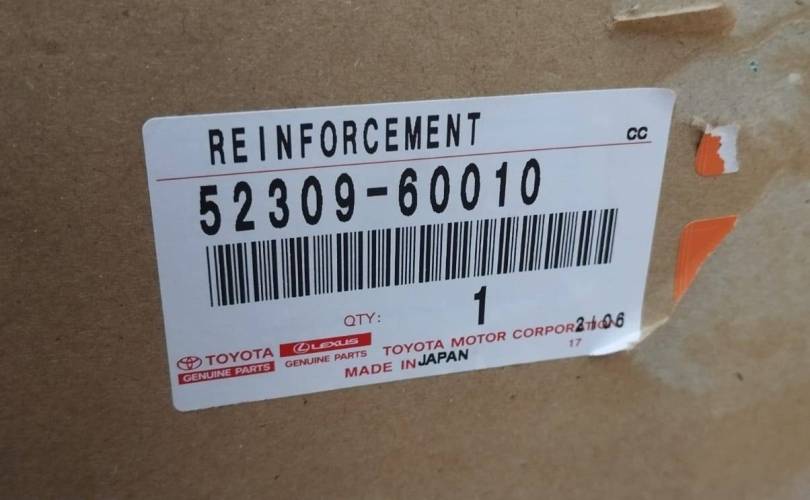 REINFORCEMENT CC
52309-60010
QTY: 1
TOYOTA LEXUS TOYOTA MOTOR CORPORATION 2106
GENUINE PARTS GENUINE PARTS 17
MADE IN JAPAN